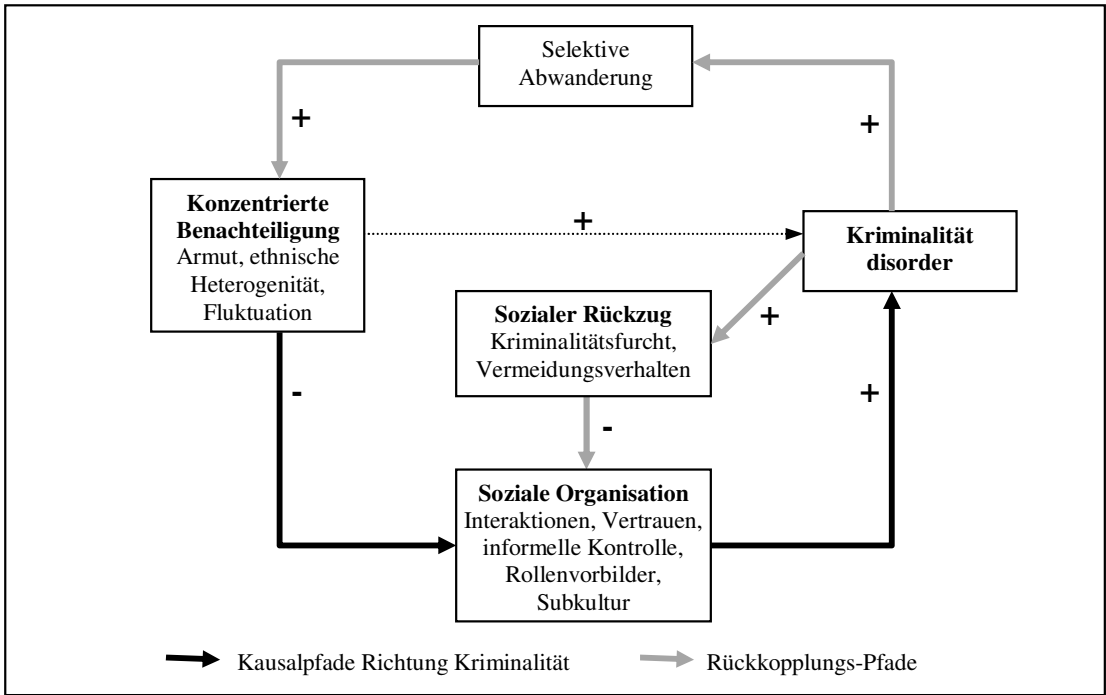 Selektive
Abwanderung
+
+
Konzentrierte
Benachteiligung
Armut, ethnische
Heterogenität,
Fluktuation
+
Kriminalität
disorder
Sozialer Rückzug
Kriminalitätsfurcht,
Vermeidungsverhalten
+
-
+
-
Soziale Organisation
Interaktionen, Vertrauen,
informelle Kontrolle,
Rollenvorbilder,
Subkultur
Kausalpfade Richtung Kriminalität
Rückkopplungs-Pfade